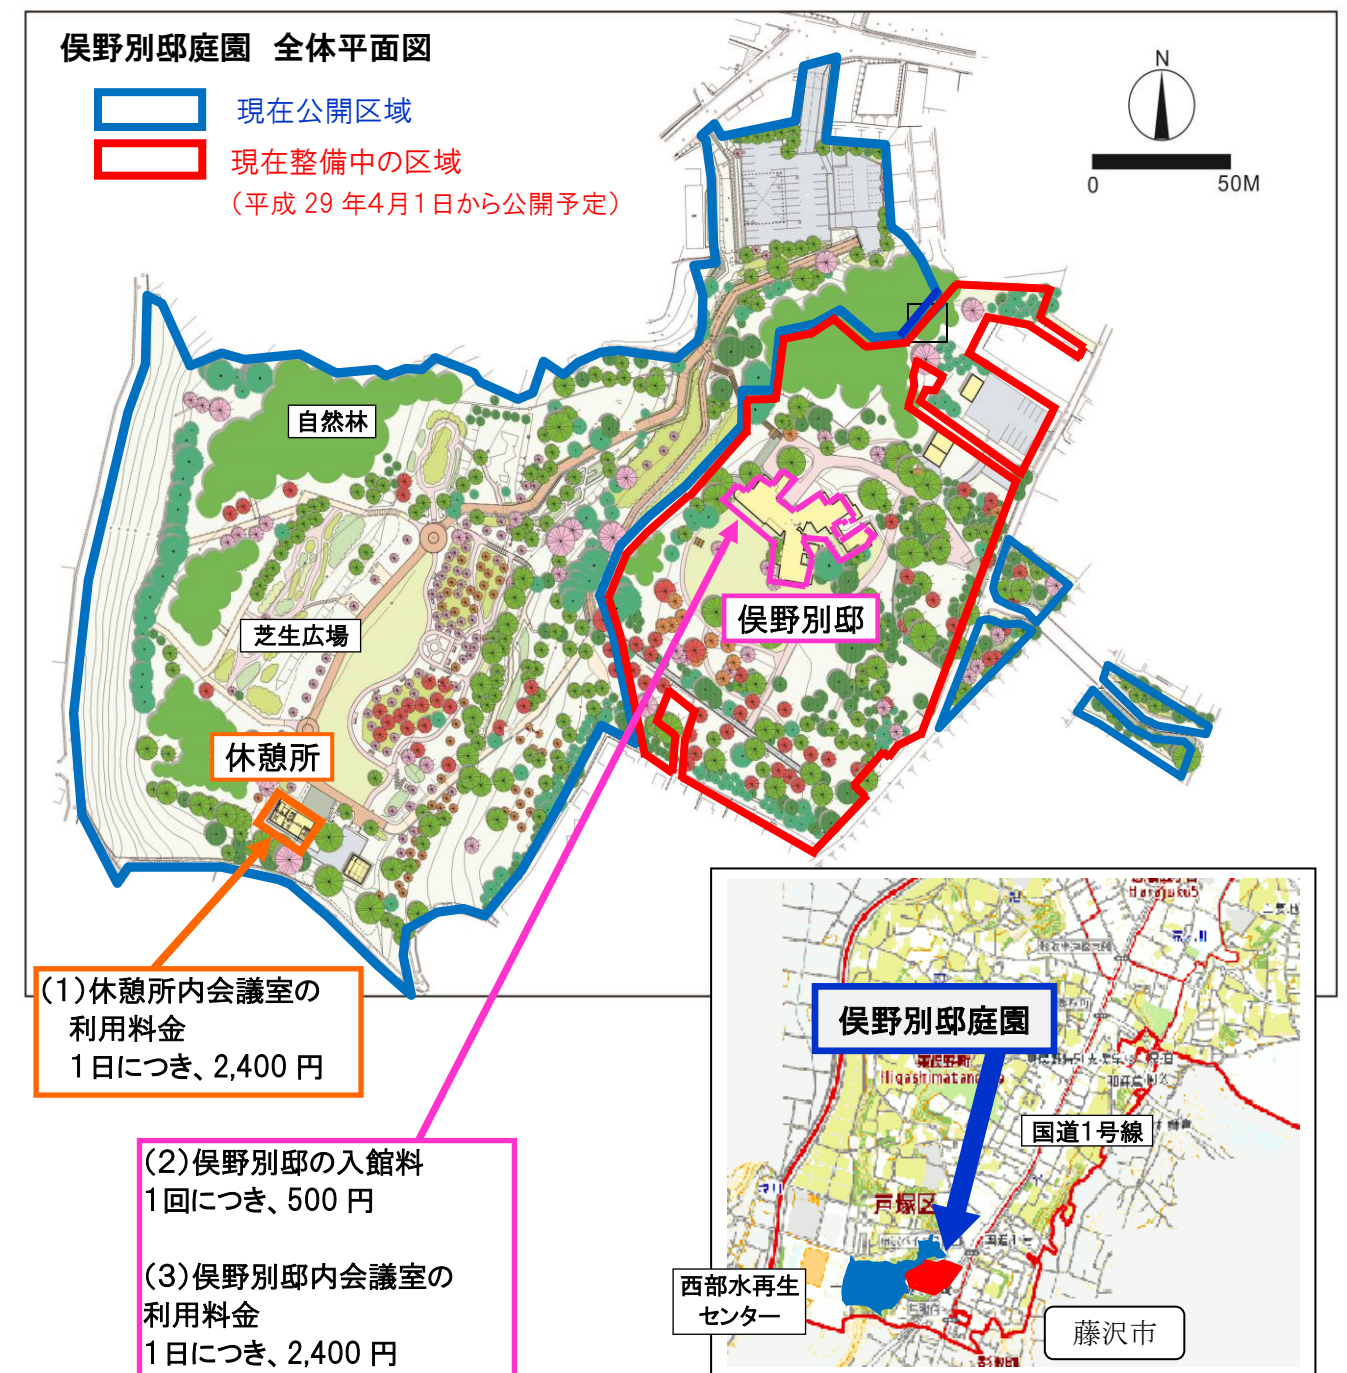 俣野別邸庭園 全体平面図
現在公開区域
現在整備中の区域
（平成 29 年4月1日から公開予定）
N
0 50M
自然林
芝生広場
俣野別邸
休憩所
(1)休憩所内会議室の
利用料金
1日につき、2,400 円
(2)俣野別邸の入館料
1回につき、500 円
(3)俣野別邸内会議室の
利用料金
1日につき、2,400 円
Harajuku5
俣野別邸庭園
国道1号線
戸塚区
西部水再生
センター
藤沢市